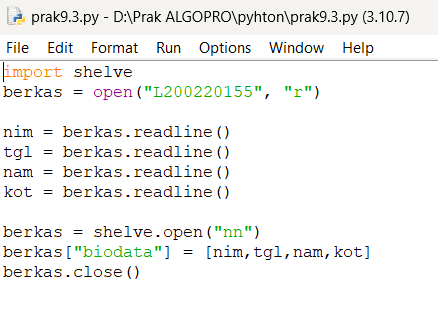 prak9.3.py - D:\Prak ALGOPRO\pyhton\prak9.3.py (3.10.7)
File Edit Format Run Options Window Help
import shelve
berkas = open("L200220155", "r")
nim = berkas.readline()
tgl = berkas.readline()
nam = berkas.readline()
kot = berkas.readline()
berkas = shelve.open("nn")
berkas["biodata"] = [nim,tgl,nam,kot]
berkas.close()